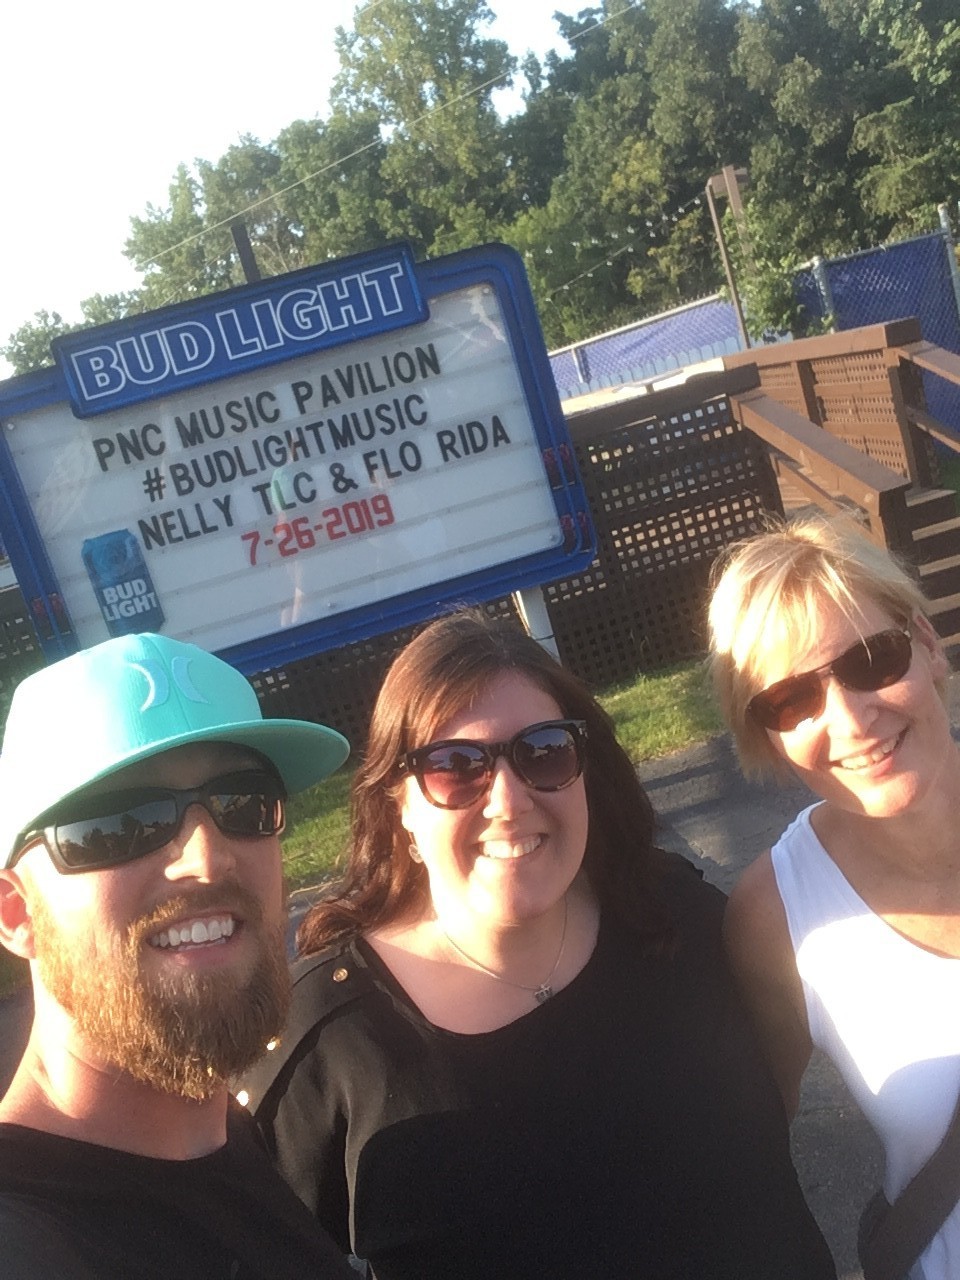 BUD LIGHT
PNC MUSIC PAVILION
#BUDLIGHTMUSIC
NELLY TLC & FLO RIDA
7-26-2019
BUD
LIGHT